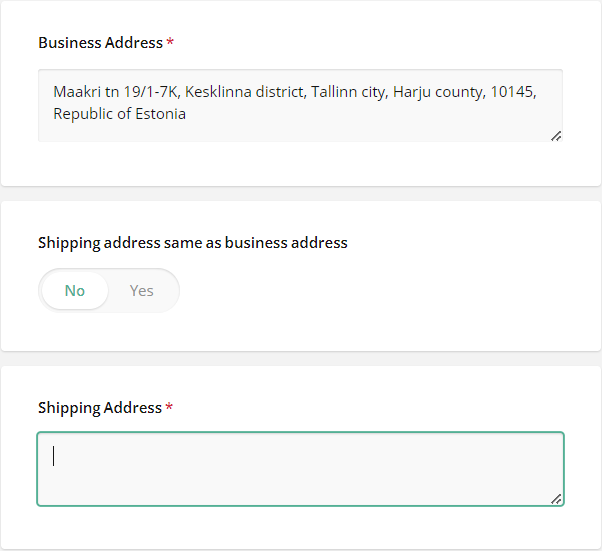 Business Address *
Maakri tn 19/1-7K, Kesklinna district, Tallinn city, Harju county, 10145,
Republic of Estonia
Shipping address same as business address
No Yes
Shipping Address *